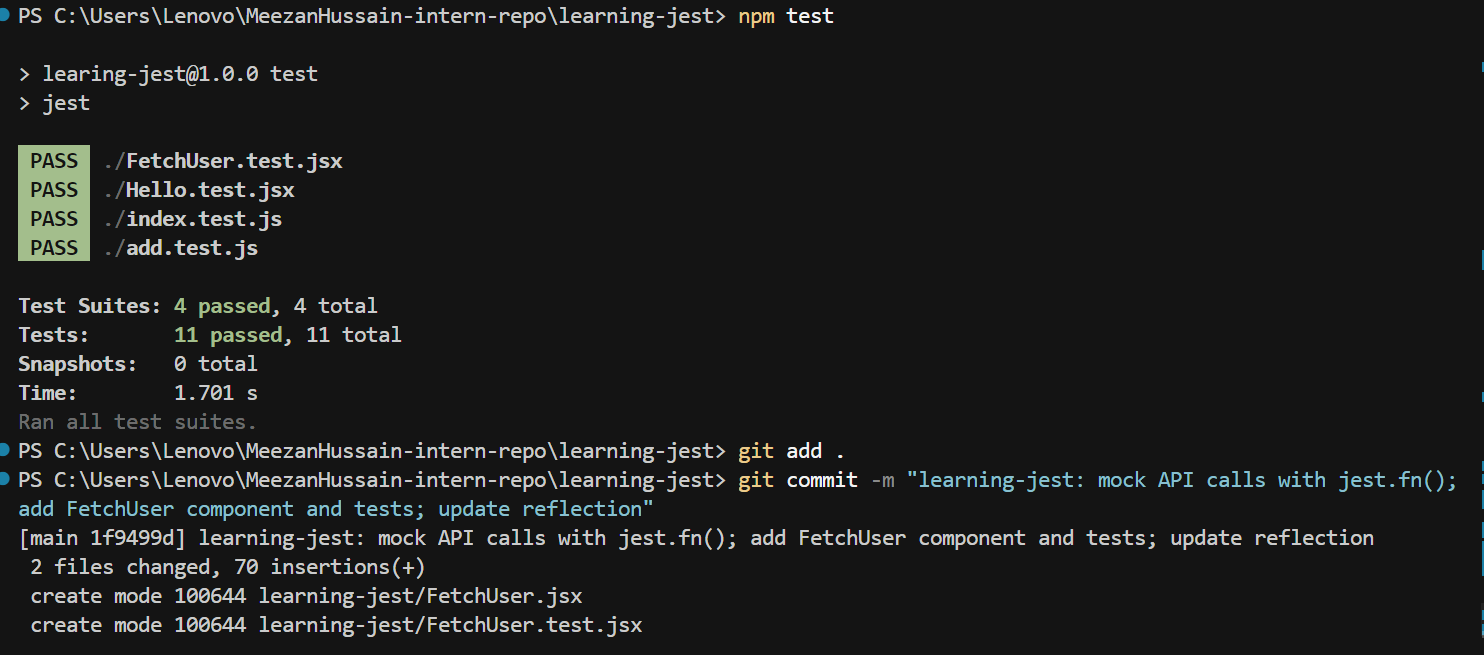 PS C:\Users\Lenovo\MeezanHussain-intern-repo\learning-jest> npm test
> learing-jest@1.0.0 test
> jest
PASS ./FetchUser.test.jsx
PASS ./Hello.test.jsx
PASS ./index.test.js
PASS ./add.test.js
Test Suites: 4 passed, 4 total
Tests: 11 passed, 11 total
Snapshots: 0 total
Time: 1.701 s
Ran all test suites.
PS C:\Users\Lenovo\MeezanHussain-intern-repo\learning-jest> git add .
PS C:\Users\Lenovo\MeezanHussain-intern-repo\learning-jest> git commit -m "learning-jest: mock API calls with jest.fn();
add FetchUser component and tests; update reflection"
[main 1f9499d] learning-jest: mock API calls with jest.fn(); add FetchUser component and tests; update reflection
2 files changed, 70 insertions(+)
create mode 100644 learning-jest/FetchUser.jsx
create mode 100644 learning-jest/FetchUser.test.jsx